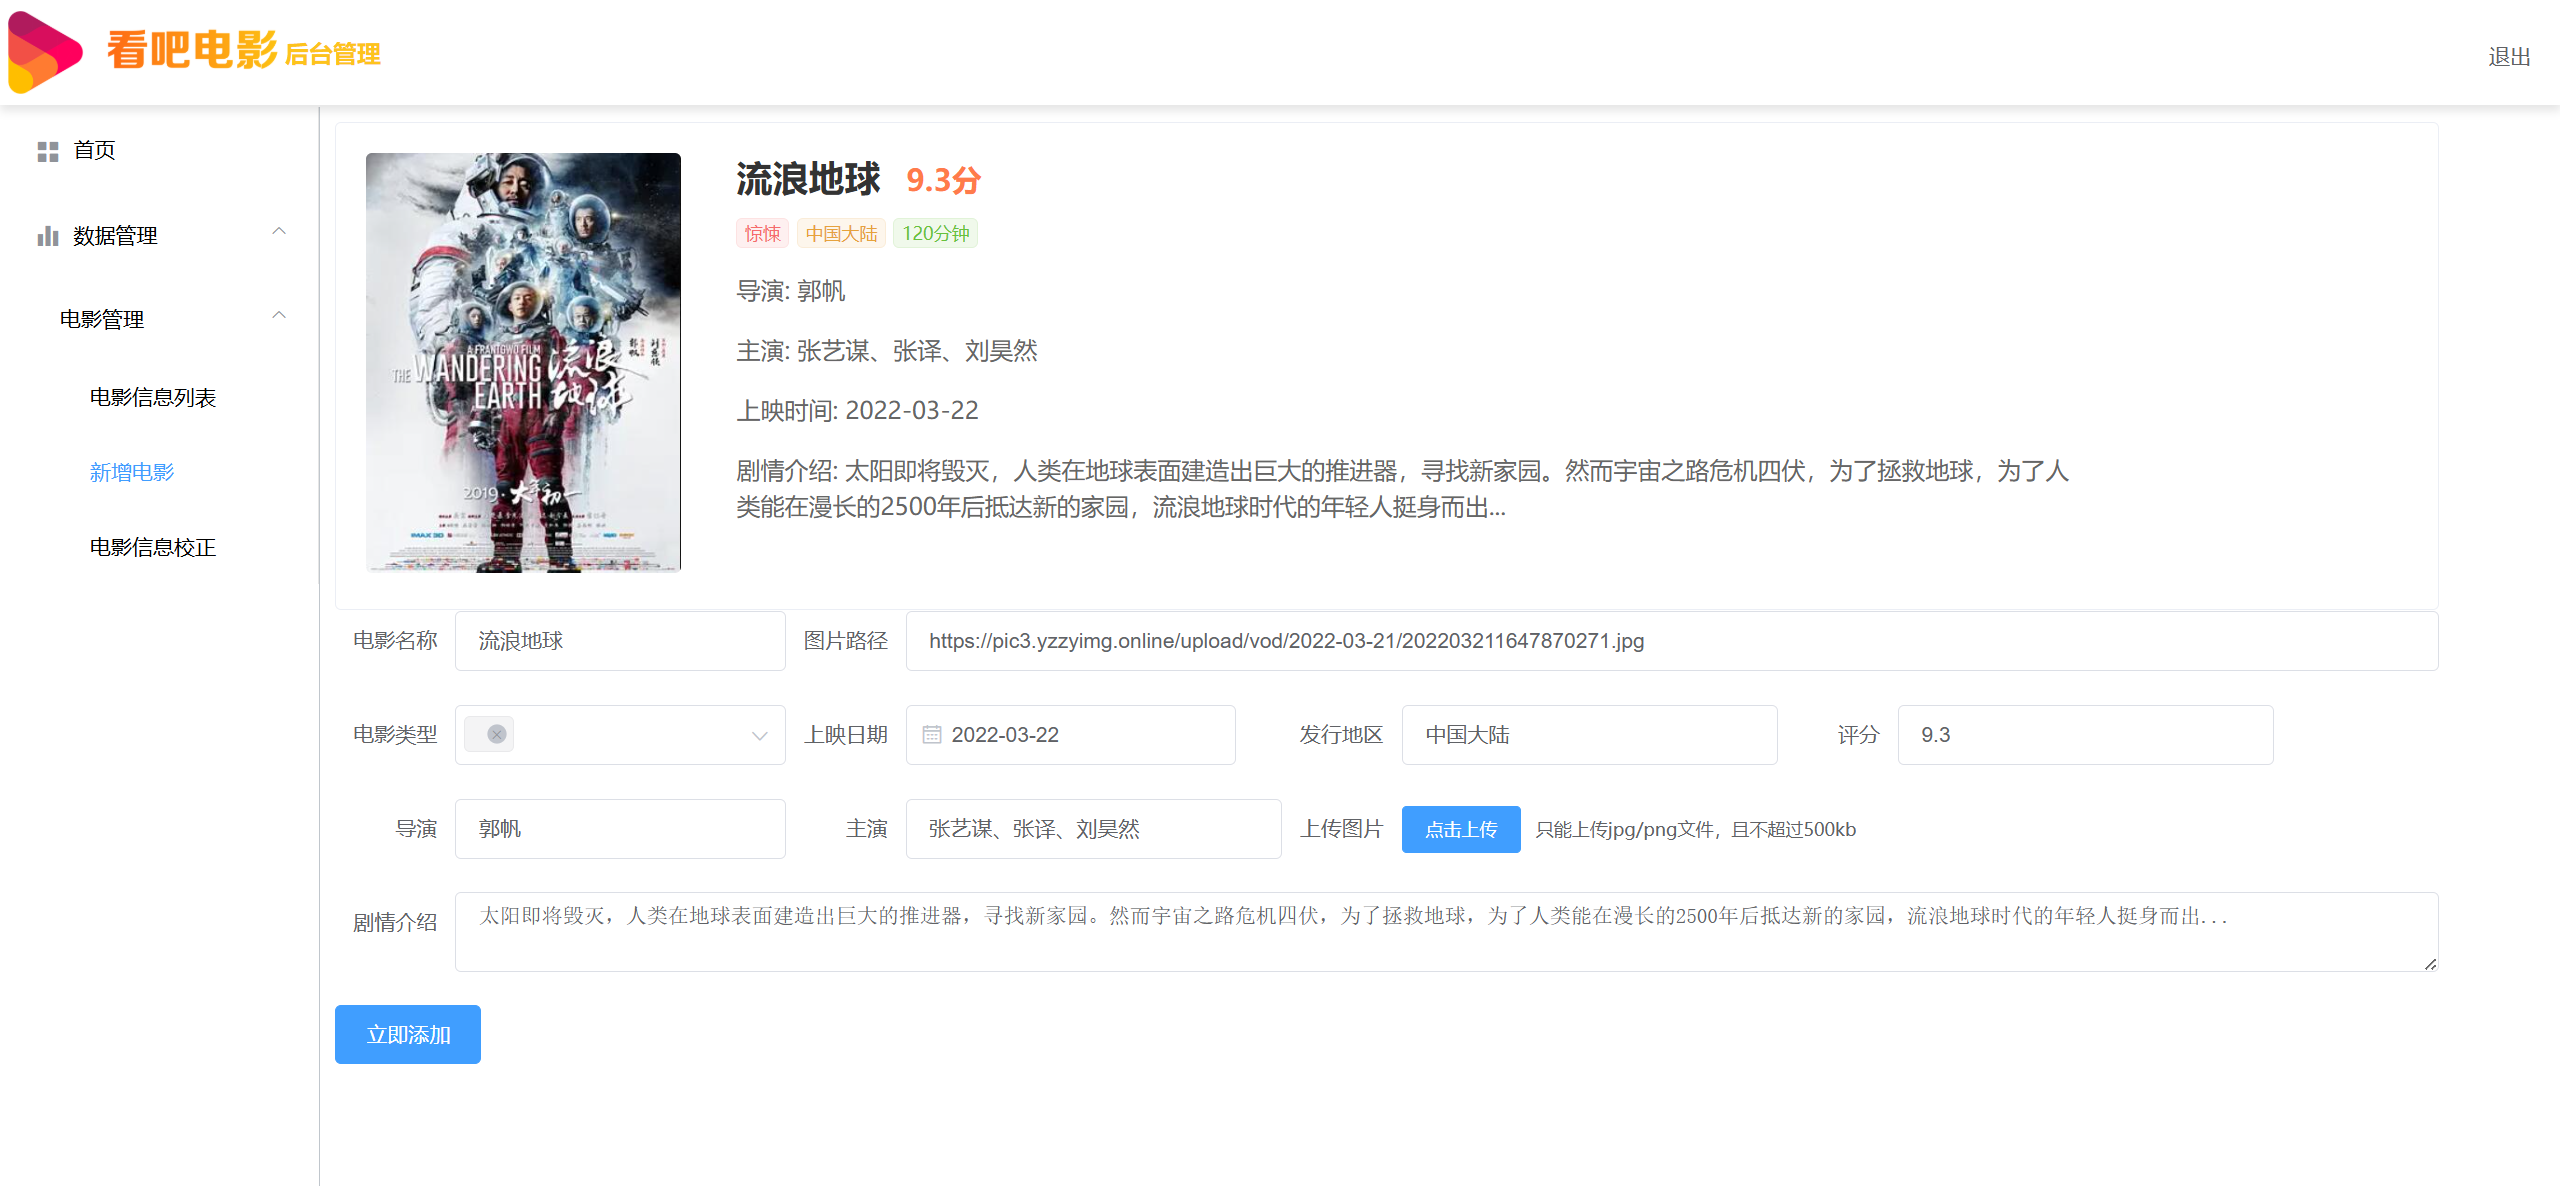 看吧电影 后台管理
退出
首页
数据管理
电影管理
电影信息列表
新增电影
电影信息校正
A FRANTGWO FILM
THE WANDERING
EARTH
流浪
地球
2019·大年初一
流浪地球 9.3分
惊悚 中国大陆 120分钟
导演: 郭帆
主演: 张艺谋、张译、刘昊然
上映时间: 2022-03-22
剧情介绍: 太阳即将毁灭，人类在地球表面建造出巨大的推进器，寻找新家园。然而宇宙之路危机四伏，为了拯救地球，为了人
类能在漫长的2500年后抵达新的家园，流浪地球时代的年轻人挺身而出...
电影名称 流浪地球 图片路径 https://pic3.yzzyimg.online/upload/vod/2022-03-21/202203211647870271.jpg
电影类型 上映日期 2022-03-22 发行地区 中国大陆 评分 9.3
导演 郭帆 主演 张艺谋、张译、刘昊然 上传图片 点击上传 只能上传jpg/png文件，且不超过500kb
剧情介绍 太阳即将毁灭，人类在地球表面建造出巨大的推进器，寻找新家园。然而宇宙之路危机四伏，为了拯救地球，为了人类能在漫长的2500年后抵达新的家园，流浪地球时代的年轻人挺身而出...
立即添加